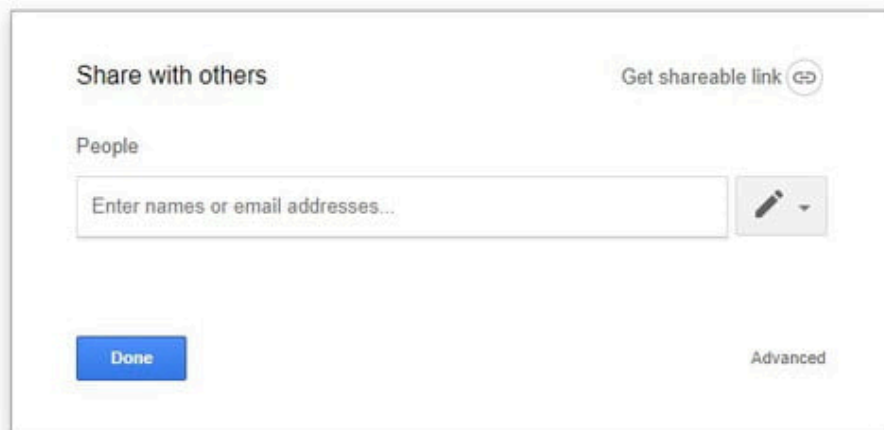 Share with others
Get shareable link
People
Enter names or email addresses...
Done
Advanced